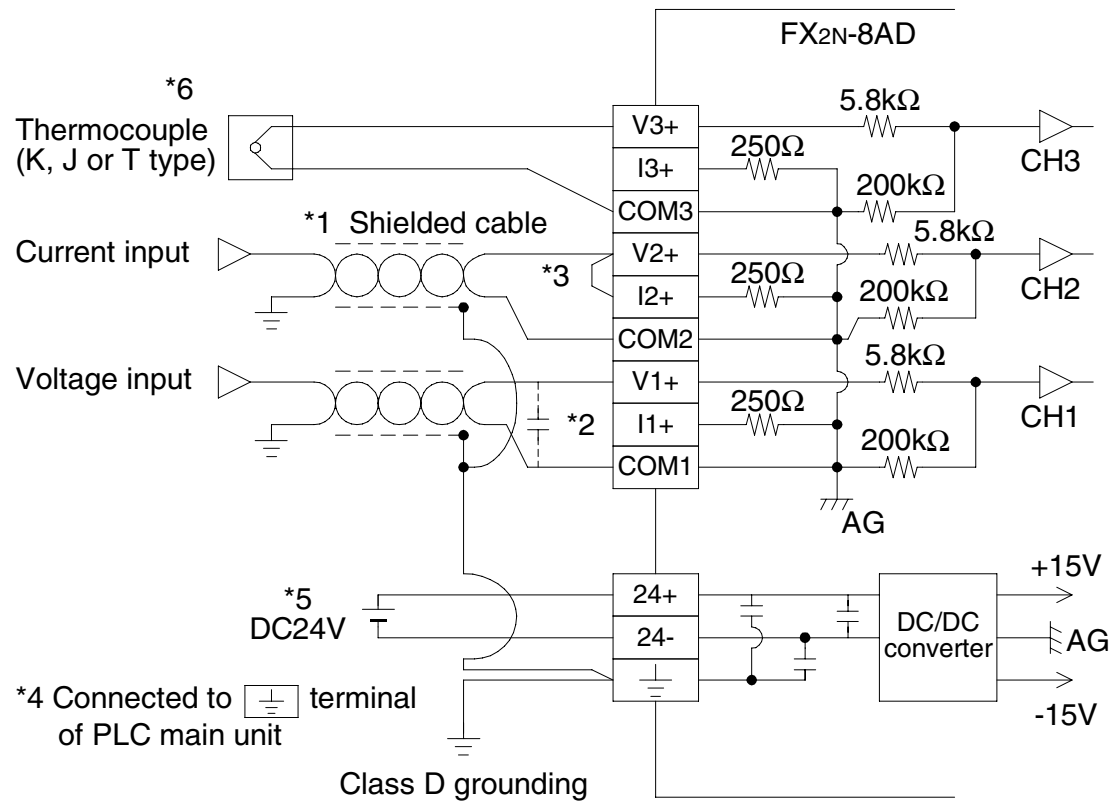 FX2N-8AD
*6
Thermocouple
(K, J or T type)
V3+
5.8kΩ
CH3
I3+
250Ω
COM3
200kΩ
*1 Shielded cable
Current input
*3
V2+
5.8kΩ
CH2
I2+
250Ω
200kΩ
COM2
Voltage input
*2
V1+
5.8kΩ
CH1
I1+
250Ω
COM1
200kΩ
AG
*5
DC24V
24+
24-
DC/DC
converter
+15V
AG
-15V
*4 Connected to terminal
of PLC main unit
Class D grounding